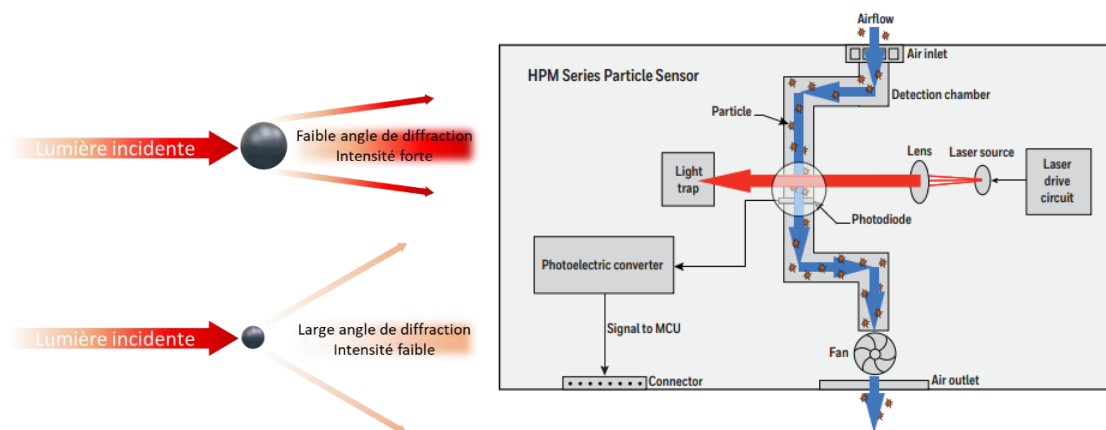 Lumière incidente
Faible angle de diffraction
Intensité forte
Lumière incidente
Large angle de diffraction
Intensité faible
Airflow
Air inlet
HPM Series Particle Sensor
Detection chamber
Particle
Lens
Laser source
Light
trap
Laser
drive
circuit
Photodiode
Photoelectric converter
Signal to MCU
Fan
Connector
Air outlet